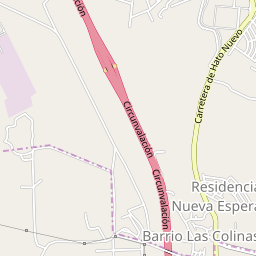 Circunvalación
Carretera de Hato Nuevo
Circunvalación
Circunvalación
Residencia
Nueva Espera
Barrio Las Colinas